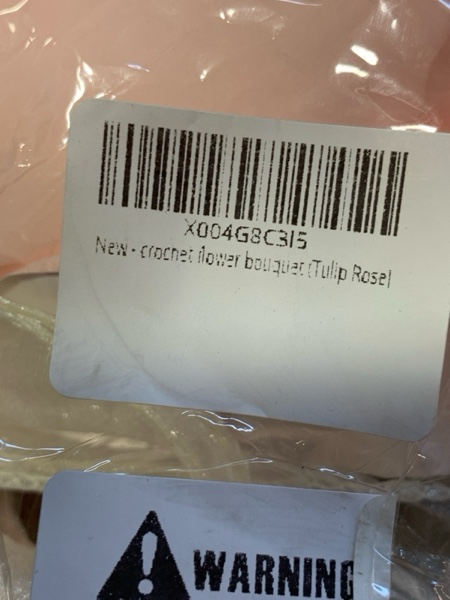 X004G8C3I5
New - crochet flower bouquet (Tulip Rose)
WARNING